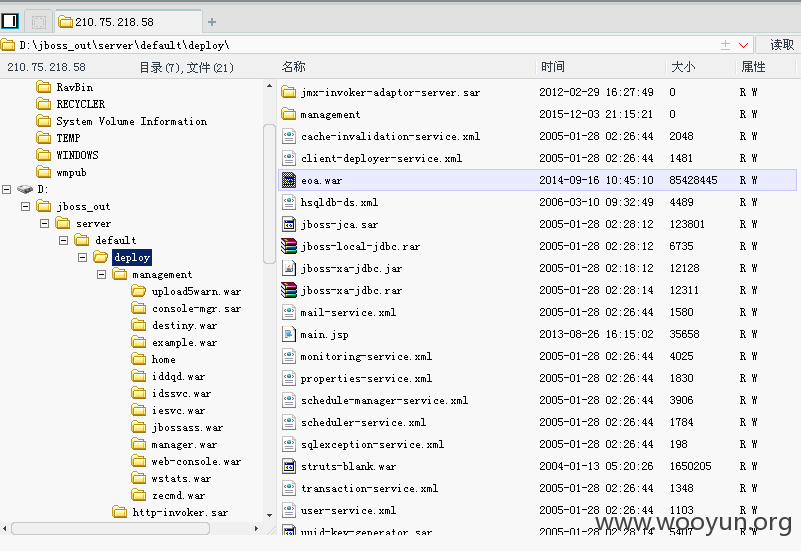 210.75.218.58
D:\jboss_out\server\default\deploy\
读取
210.75.218.58 目录(7),文件(21)
名称 时间 大小 属性
RavBin
RECYCLER
System Volume Information
TEMP
WINDOWS
wmpub
D:
jboss_out
server
default
deploy
management
upload5warn.war
console-mgr.sar
destiny.war
example.war
home
iddqd.war
idssvc.war
iesvc.war
jbossass.war
manager.war
web-console.war
wstats.war
zecmd.war
http-invoker.sar
jmx-invoker-adaptor-server.sar 2012-02-29 16:27:49 0 R W
management 2015-12-03 21:15:21 0 R W
cache-invalidation-service.xml 2005-01-28 02:26:44 2048 R W
client-deployer-service.xml 2005-01-28 02:26:44 1481 R W
eoa.war 2014-09-16 10:45:10 85428445 R W
hsqldb-ds.xml 2006-03-10 09:32:49 4489 R W
jboss-jca.sar 2005-01-28 02:28:12 123801 R W
jboss-local-jdbc.rar 2005-01-28 02:28:12 6735 R W
jboss-xa-jdbc.jar 2005-01-28 02:18:12 12128 R W
jboss-xa-jdbc.rar 2005-01-28 02:28:14 12311 R W
mail-service.xml 2005-01-28 02:26:44 1580 R W
main.jsp 2013-08-26 16:15:02 35658 R W
monitoring-service.xml 2005-01-28 02:26:44 4025 R W
properties-service.xml 2005-01-28 02:26:44 1830 R W
schedule-manager-service.xml 2005-01-28 02:26:44 3906 R W
scheduler-service.xml 2005-01-28 02:26:44 1784 R W
sqlexception-service.xml 2005-01-28 02:26:44 198 R W
struts-blank.war 2004-01-13 05:20:26 1650205 R W
transaction-service.xml 2005-01-28 02:26:44 1348 R W
user-service.xml 2005-01-28 02:26:44 1103 R W
uuid-key-generator.sar 2005-01-28 02:28:12 5407 R W
www.wooyun.org